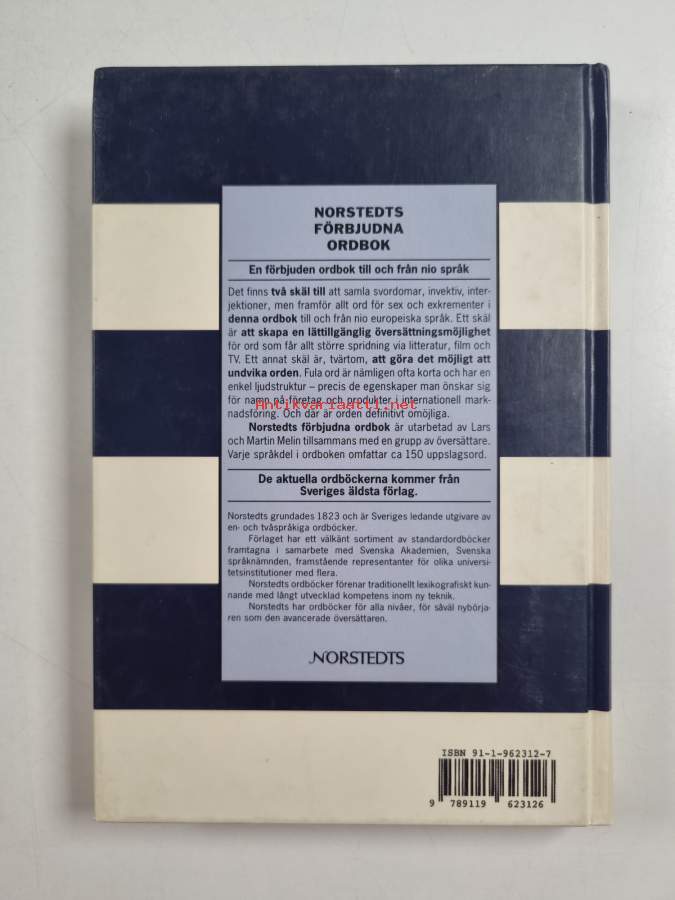 NORSTEDTS
FÖRBJUDNA
ORDBOK
En förbjuden ordbok till och från nio språk
Det finns två skäl till att samla svordomar, invektiv, inter-
jektioner, men framför allt ord för sex och exkrementer i
denna ordbok till och från nio europeiska språk. Ett skäl
är att skapa en lättillgänglig översättningsmöjlighet
för ord som får allt större spridning via litteratur, film och
TV. Ett annat skäl är, tvärtom, att göra det möjligt att
undvika orden. Fula ord är nämligen ofta korta och har en
enkel ljudstruktur – precis de egenskaper man önskar sig
för namn på företag och produkter i internationell mark-
Antikvariaatti.net
nadsföring. Och där är orden definitivt omöjliga.
Norstedts förbjudna ordbok är utarbetad av Lars
och Martin Melin tillsammans med en grupp av översättare.
Varje språkdel i ordboken omfattar ca 150 uppslagsord.
De aktuella ordböckerna kommer från
Sveriges äldsta förlag.
Norstedts grundades 1823 och är Sveriges ledande utgivare av
en- och tvåspråkiga ordböcker.
Förlaget har ett välkänt sortiment av standardordböcker
framtagna i samarbete med Svenska Akademien, Svenska
språknämnden, framstående representanter för olika universi-
tetsinstitutioner med flera.
Norstedts ordböcker förenar traditionellt lexikografiskt kun-
nande med långt utvecklad kompetens inom ny teknik.
Norstedts har ordböcker för alla nivåer, för såväl nybörja-
ren som den avancerade översättaren.
NORSTEDTS
ISBN 91-1-962312-7
9 789119 623126